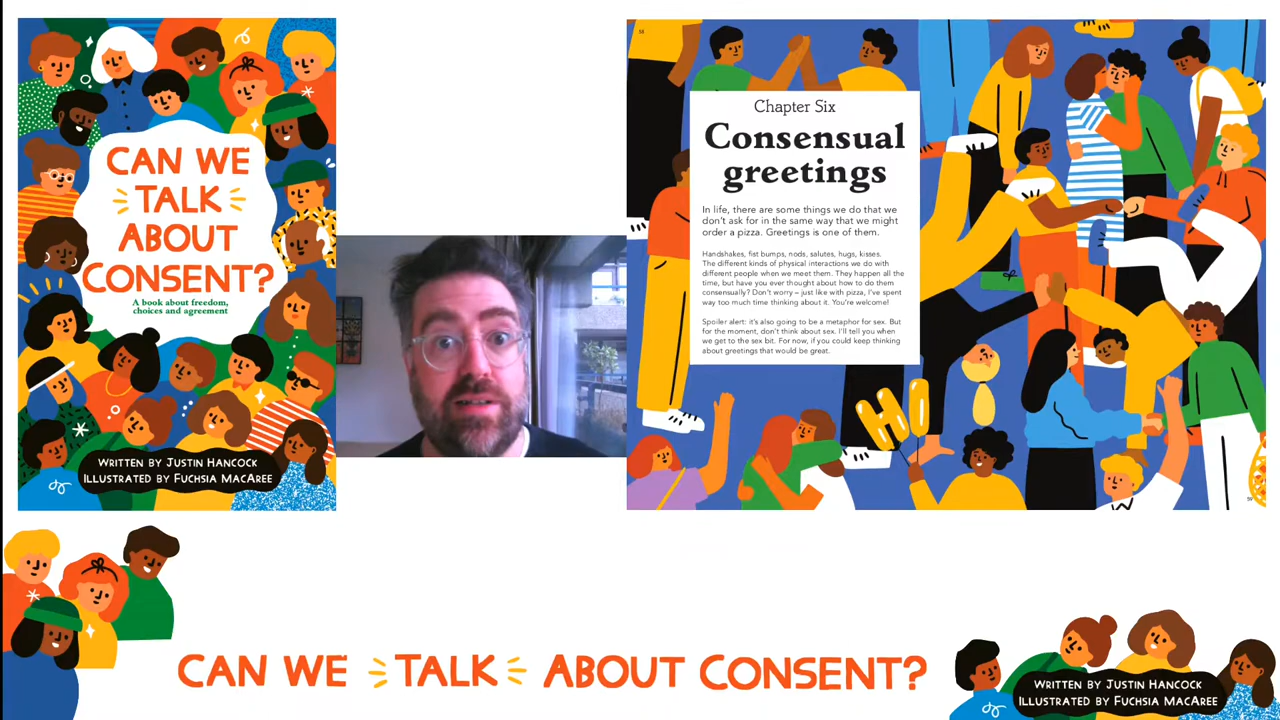 CAN WE
TALK
ABOUT
CONSENT?
A book about freedom,
choices and agreement
WRITTEN BY JUSTIN HANCOCK
ILLUSTRATED BY FUCHSIA MACAREE
58
Chapter Six
Consensual
greetings
In life, there are some things we do that we
don't ask for in the same way that we might
order a pizza. Greetings is one of them.
Handshakes, fist bumps, nods, salutes, hugs, kisses.
The different kinds of physical interactions we do with
different people when we meet them. They happen all the
time, but have you ever thought about how to do them
consensually? Don't worry – just like with pizza, I've spent
way too much time thinking about it. You're welcome!
Spoiler alert: it's also going to be a metaphor for sex. But
for the moment, don't think about sex. I'll tell you when
we get to the sex bit. For now, if you could keep thinking
about greetings that would be great.
HI
59
CAN WE TALK ABOUT CONSENT?
WRITTEN BY JUSTIN HANCOCK
ILLUSTRATED BY FUCHSIA MACAREE